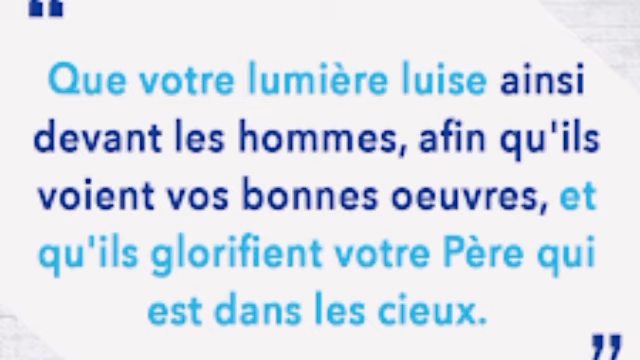 "
Que votre lumière luise ainsi
devant les hommes, afin qu'ils
voient vos bonnes oeuvres, et
qu'ils glorifient votre Père qui
est dans les cieux.
"